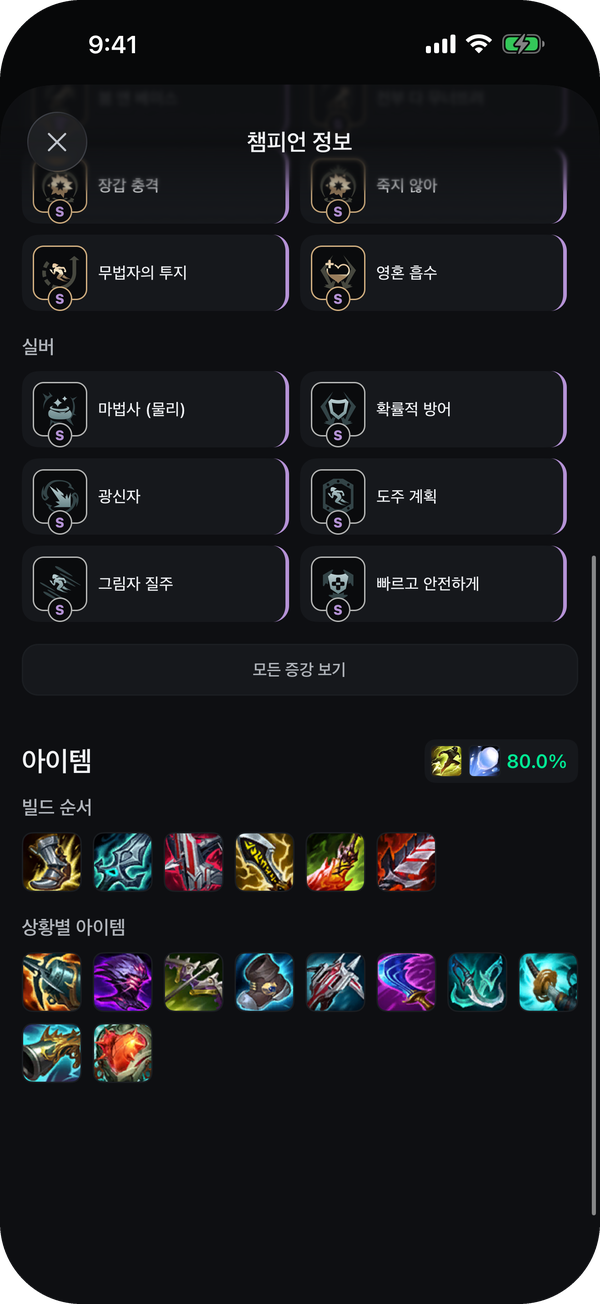 9:41
챔피언 정보
장갑 충격
S
죽지 않아
S
무법자의 투지
S
영혼 흡수
S
실버
마법사 (물리)
S
확률적 방어
S
광신자
S
도주 계획
S
그림자 질주
S
빠르고 안전하게
S
모든 증강 보기
아이템
80.0%
빌드 순서
상황별 아이템